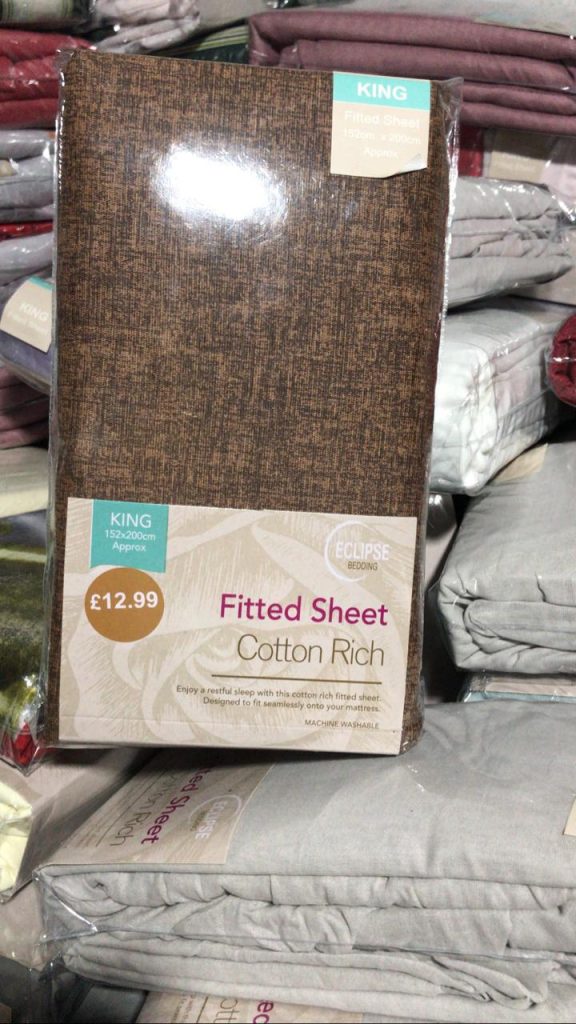 KING
Fitted Sheet
152cm x 200cm
Approx
KING
KING
152x200cm
Approx
£12.99
ECLIPSE
BEDDING
Fitted Sheet
Cotton Rich
Enjoy a restful sleep with this cotton rich fitted sheet.
Designed to fit seamlessly onto your mattress.
MACHINE WASHABLE
Fitted Sheet
Cotton Rich
ECLIPSE